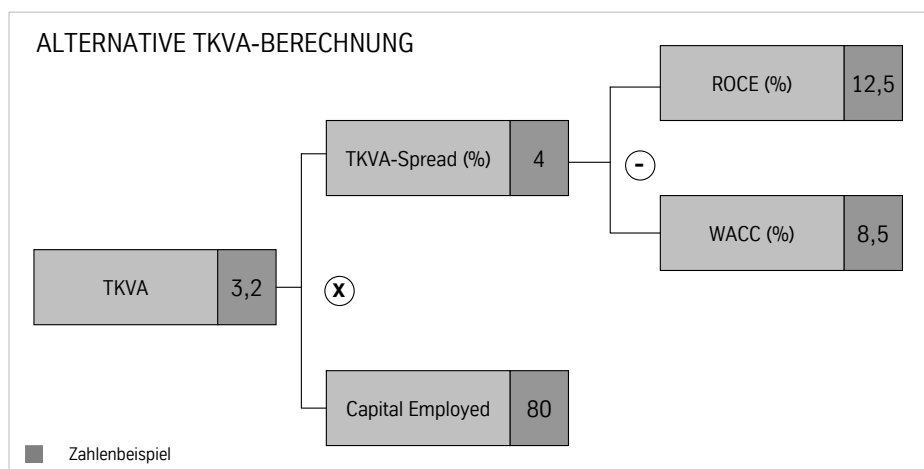 ALTERNATIVE TKVA-BERECHNUNG
ROCE (%) 12,5
TKVA-Spread (%) 4
-
WACC (%) 8,5
TKVA 3,2
X
Capital Employed 80
Zahlenbeispiel